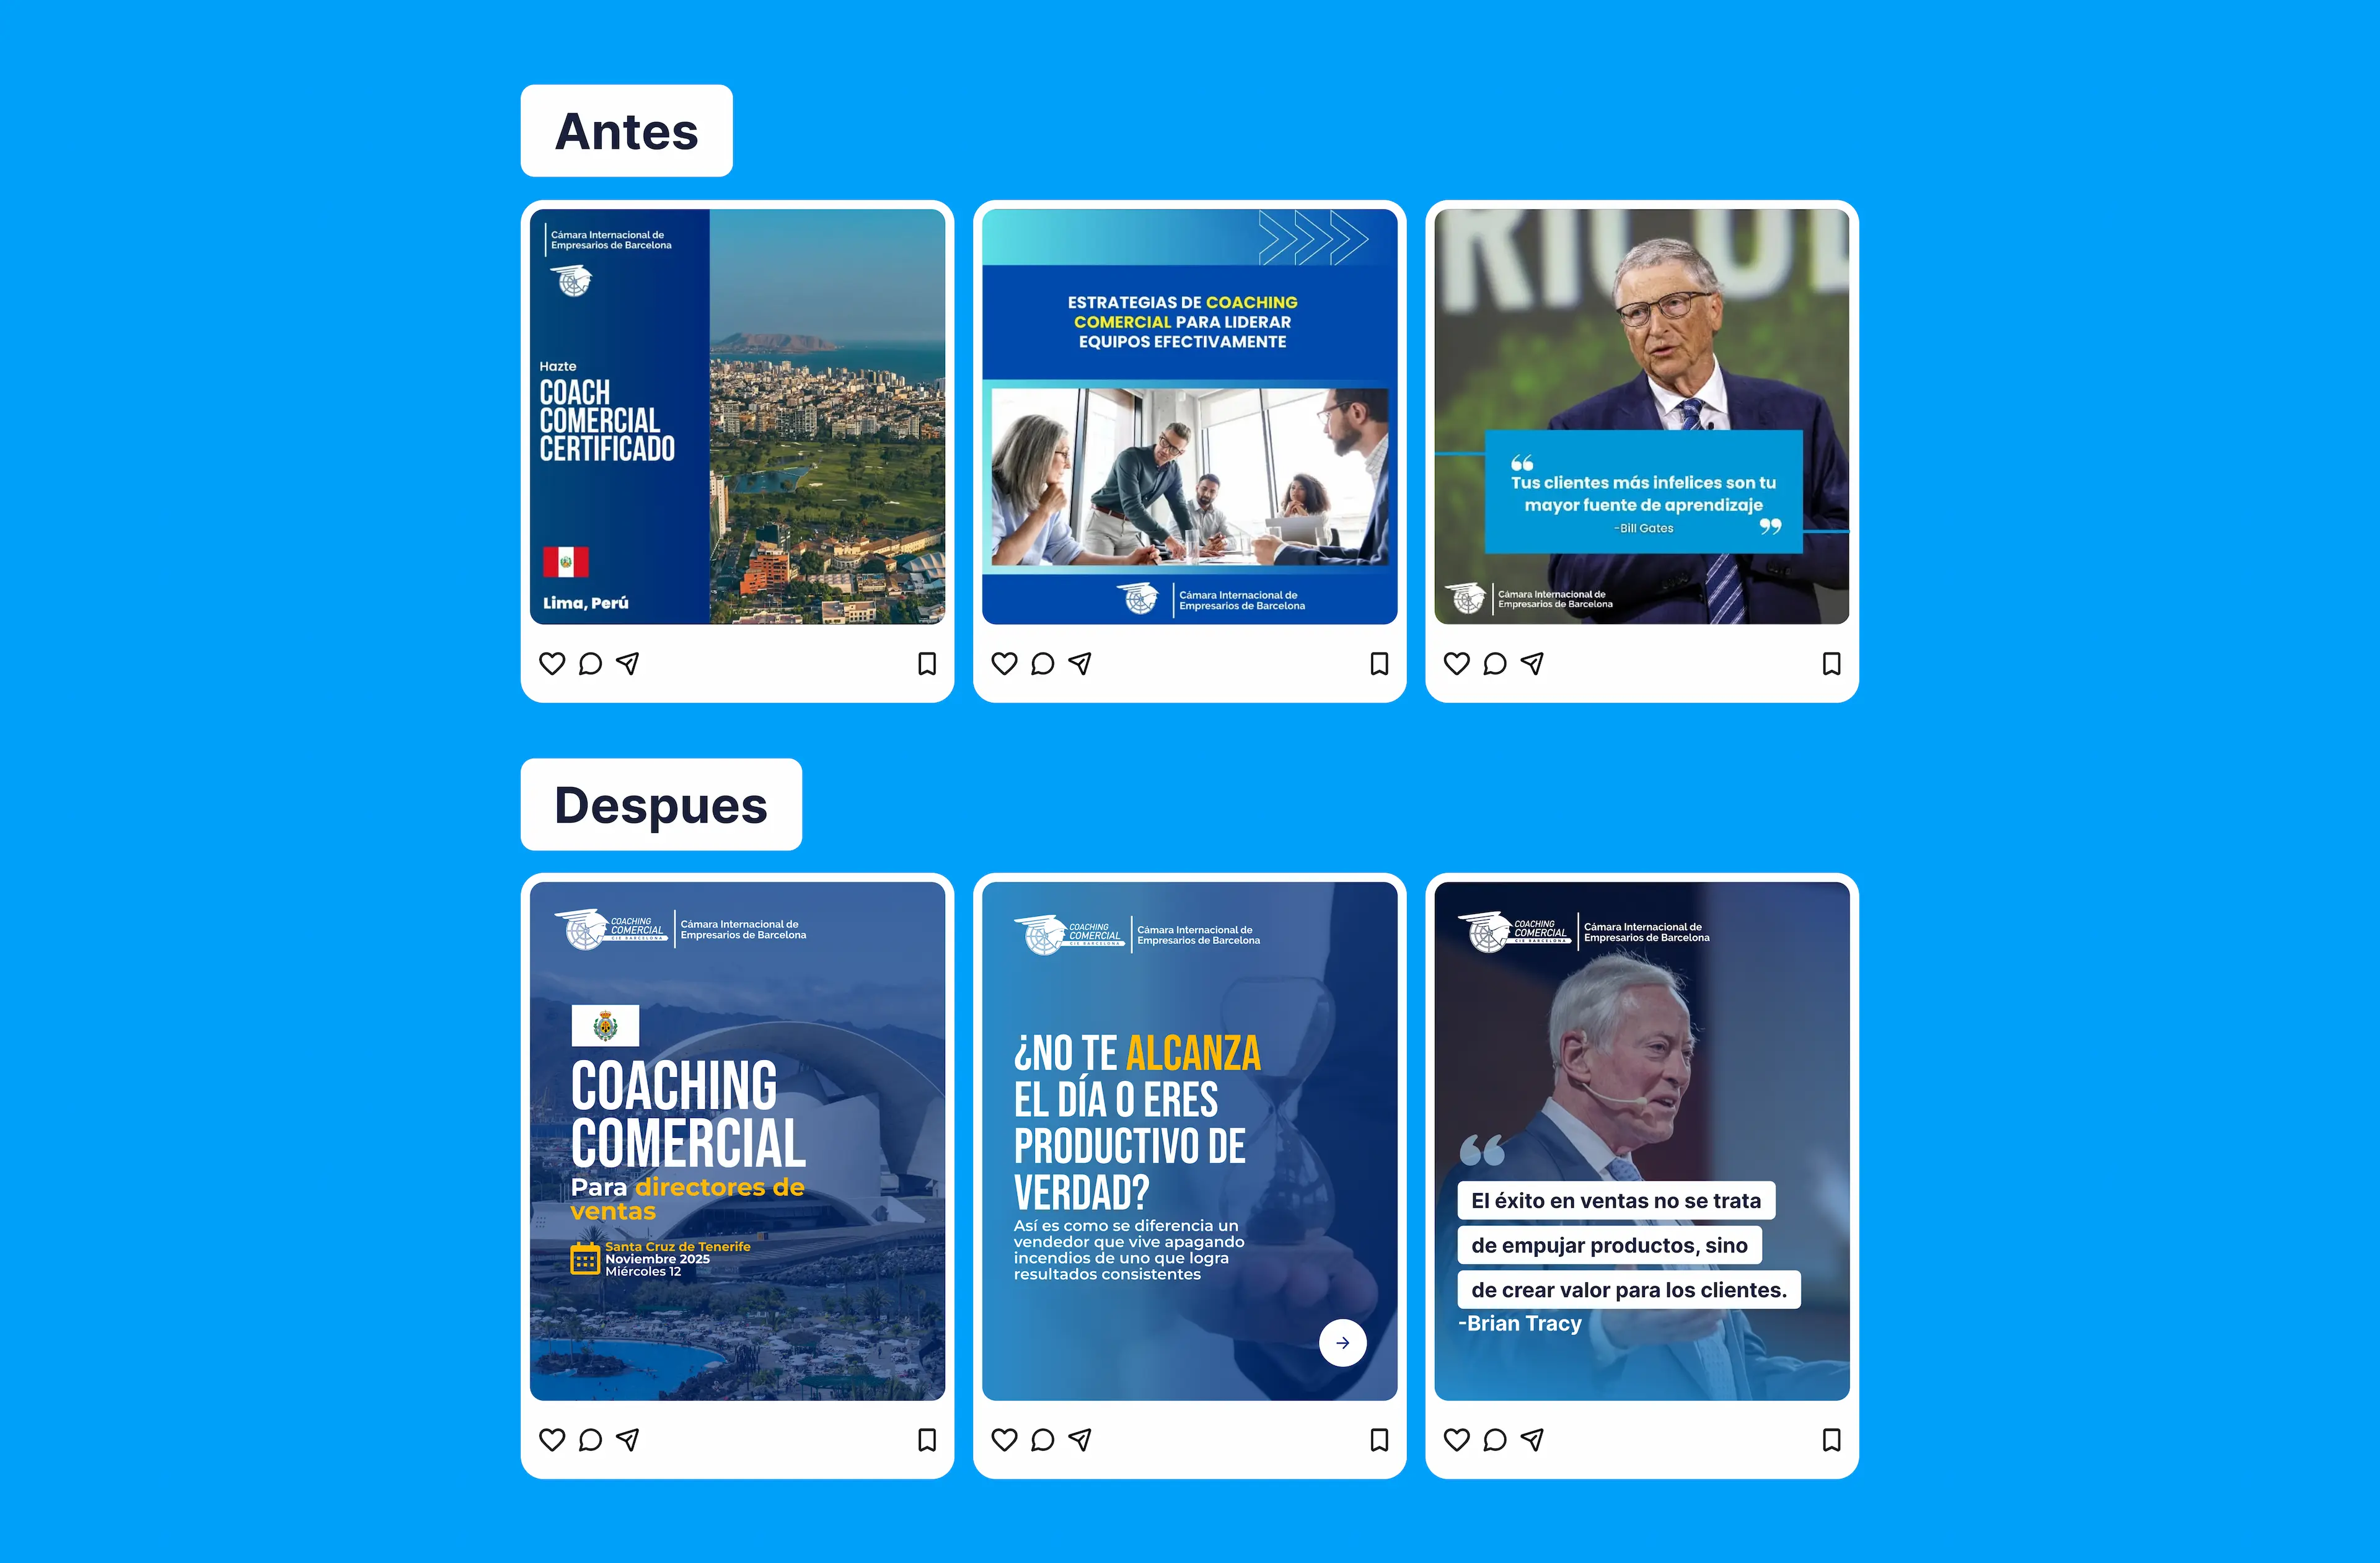 Antes
Cámara Internacional de
Empresarios de Barcelona
Hazte
COACH
COMERCIAL
CERTIFICADO
Lima, Perú
ESTRATEGIAS DE COACHING
COMERCIAL PARA LIDERAR
EQUIPOS EFECTIVAMENTE
Cámara Internacional de
Empresarios de Barcelona
“
Tus clientes más infelices son tu
mayor fuente de aprendizaje
-Bill Gates
”
Cámara Internacional de
Empresarios de Barcelona
Despues
COACHING
COMERCIAL
CIE BARCELONA
Cámara Internacional de
Empresarios de Barcelona
COACHING
COMERCIAL
Para directores de
ventas
Santa Cruz de Tenerife
Noviembre 2025
Miércoles 12
COACHING
COMERCIAL
CIE BARCELONA
Cámara Internacional de
Empresarios de Barcelona
¿NO TE ALCANZA
EL DÍA O ERES
PRODUCTIVO DE
VERDAD?
Así es como se diferencia un
vendedor que vive apagando
incendios de uno que logra
resultados consistentes
COACHING
COMERCIAL
CIE BARCELONA
Cámara Internacional de
Empresarios de Barcelona
“
El éxito en ventas no se trata
de empujar productos, sino
de crear valor para los clientes.
-Brian Tracy